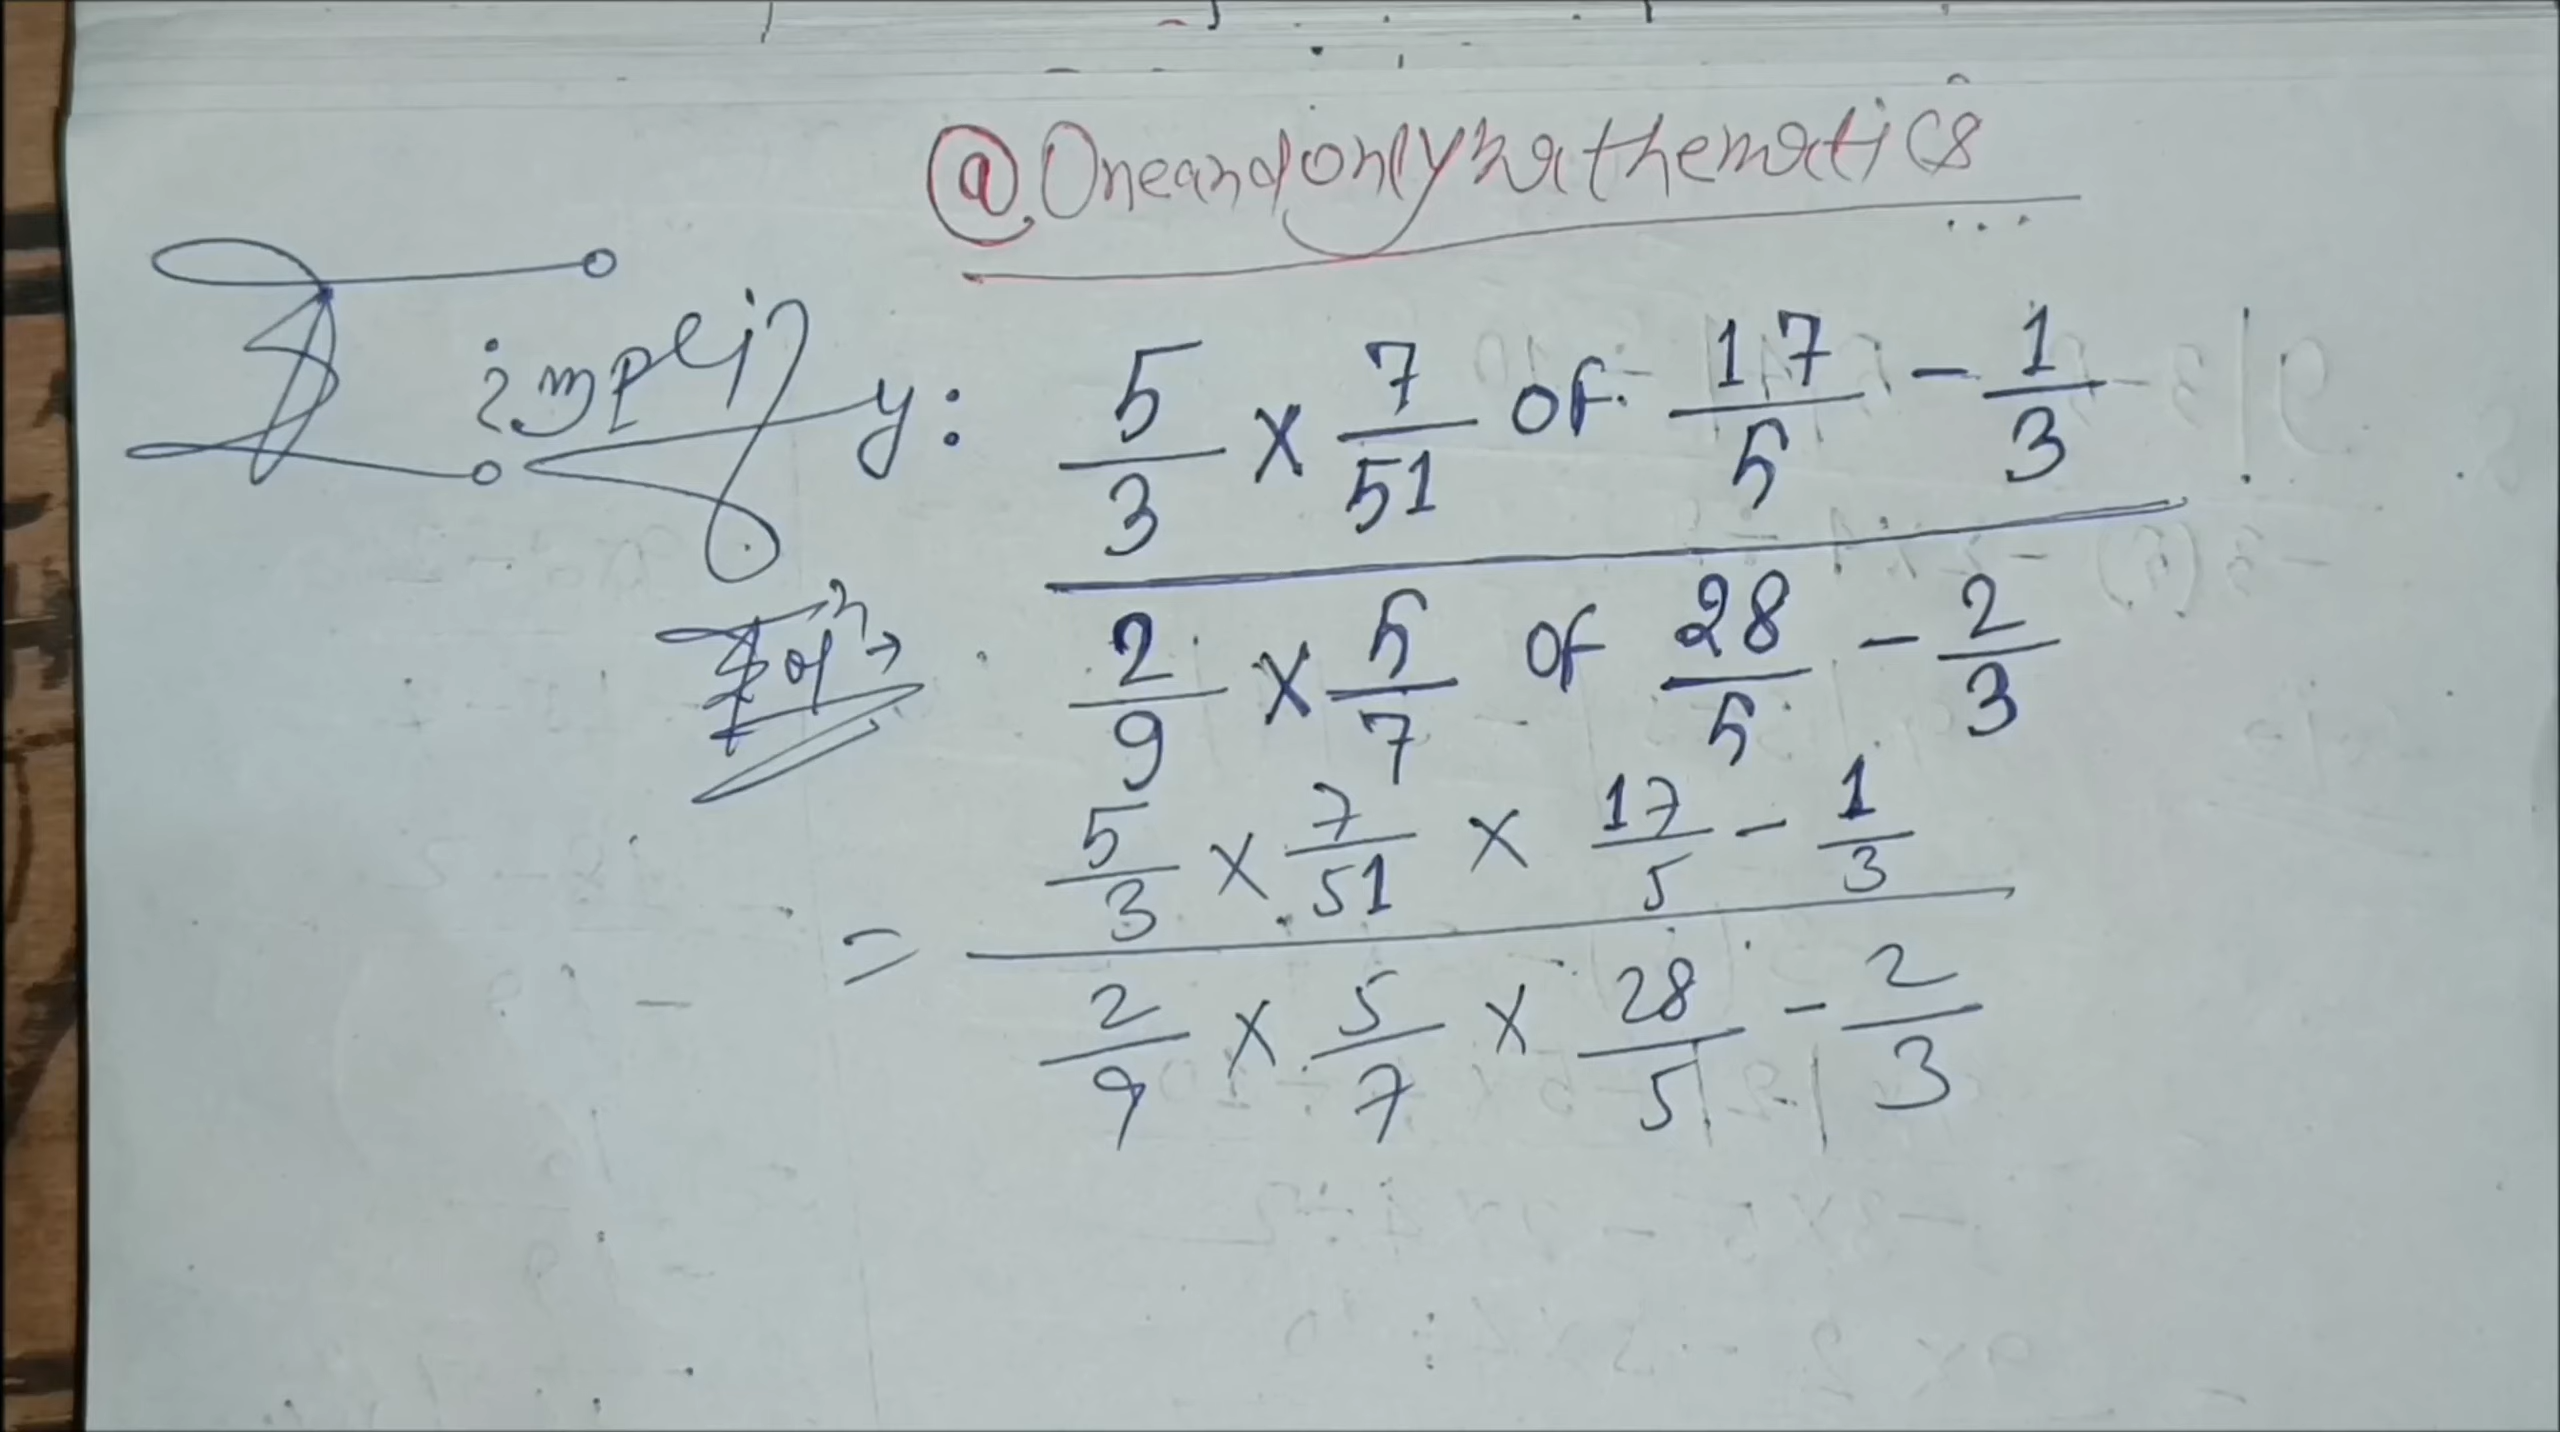 @Oneandonlymathematics
Simplify: 5/3 × 7/51 of 17/5 - 1/3
2/9 × 5/7 of 28/5 - 2/3
Solⁿ→
= 5/3 × 7/51 × 17/5 - 1/3
2/9 × 5/7 × 28/5 - 2/3